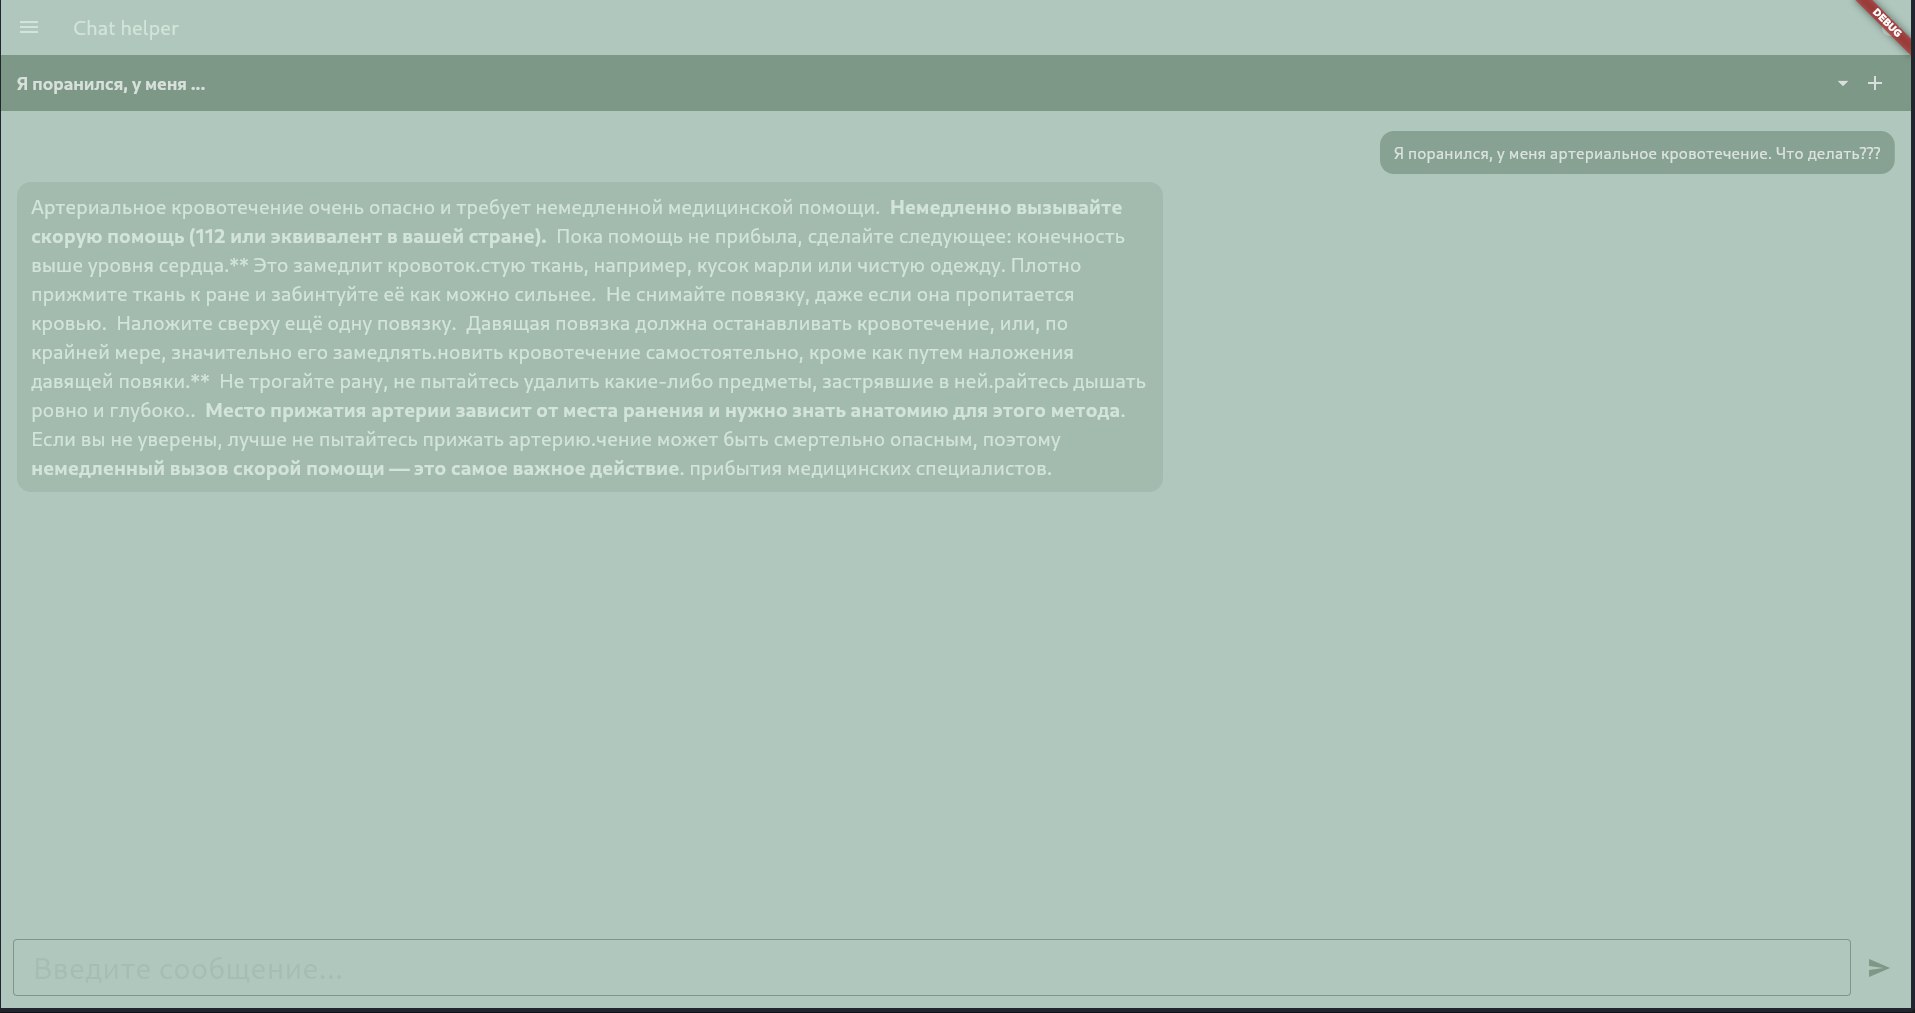 Chat helper
DEBUG
Я поранился, у меня ...
Я поранился, у меня артериальное кровотечение. Что делать???
Артериальное кровотечение очень опасно и требует немедленной медицинской помощи.  Немедленно вызывайте
скорую помощь (112 или эквивалент в вашей стране).  Пока помощь не прибыла, сделайте следующее: конечность
выше уровня сердца.** Это замедлит кровоток.стую ткань, например, кусок марли или чистую одежду. Плотно
прижмите ткань к ране и забинтуйте её как можно сильнее.  Не снимайте повязку, даже если она пропитается
кровью.  Наложите сверху ещё одну повязку.  Давящая повязка должна останавливать кровотечение, или, по
крайней мере, значительно его замедлять.новить кровотечение самостоятельно, кроме как путем наложения
давящей повяки.**  Не трогайте рану, не пытайтесь удалить какие-либо предметы, застрявшие в ней.райтесь дышать
ровно и глубоко..  Место прижатия артерии зависит от места ранения и нужно знать анатомию для этого метода.
Если вы не уверены, лучше не пытайтесь прижать артерию.чение может быть смертельно опасным, поэтому
немедленный вызов скорой помощи — это самое важное действие. прибытия медицинских специалистов.
Введите сообщение...